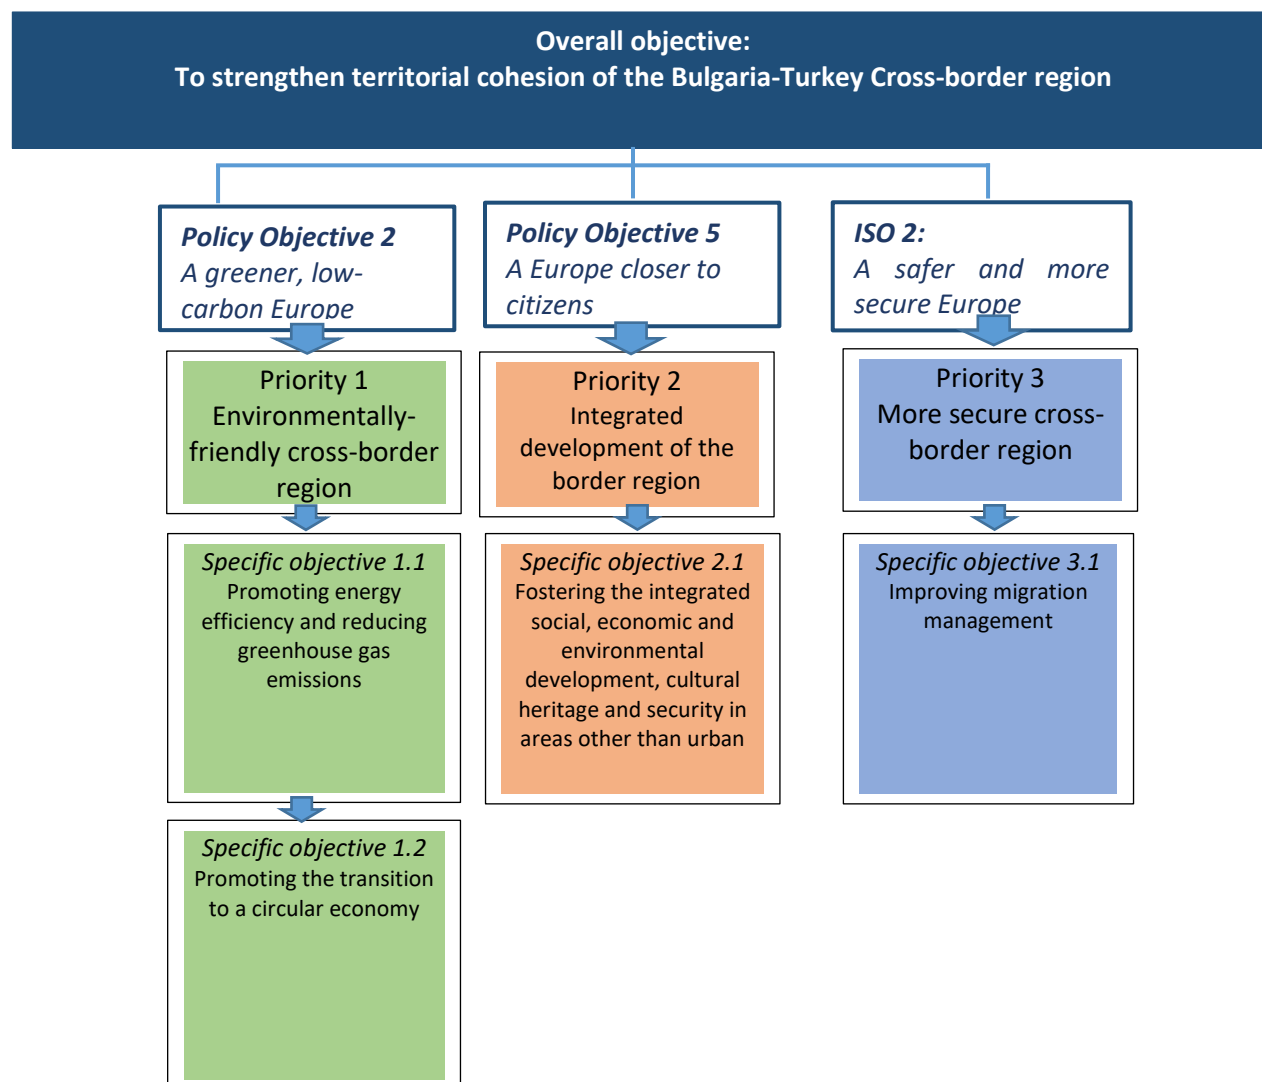 Overall objective:
To strengthen territorial cohesion of the Bulgaria-Turkey Cross-border region
Policy Objective 2
A greener, low-
carbon Europe
Policy Objective 5
A Europe closer to
citizens
ISO 2:
A safer and more
secure Europe
Priority 1
Environmentally-
friendly cross-border
region
Priority 2
Integrated
development of the
border region
Priority 3
More secure cross-
border region
Specific objective 1.1
Promoting energy
efficiency and reducing
greenhouse gas
emissions
Specific objective 2.1
Fostering the integrated
social, economic and
environmental
development, cultural
heritage and security in
areas other than urban
Specific objective 3.1
Improving migration
management
Specific objective 1.2
Promoting the transition
to a circular economy